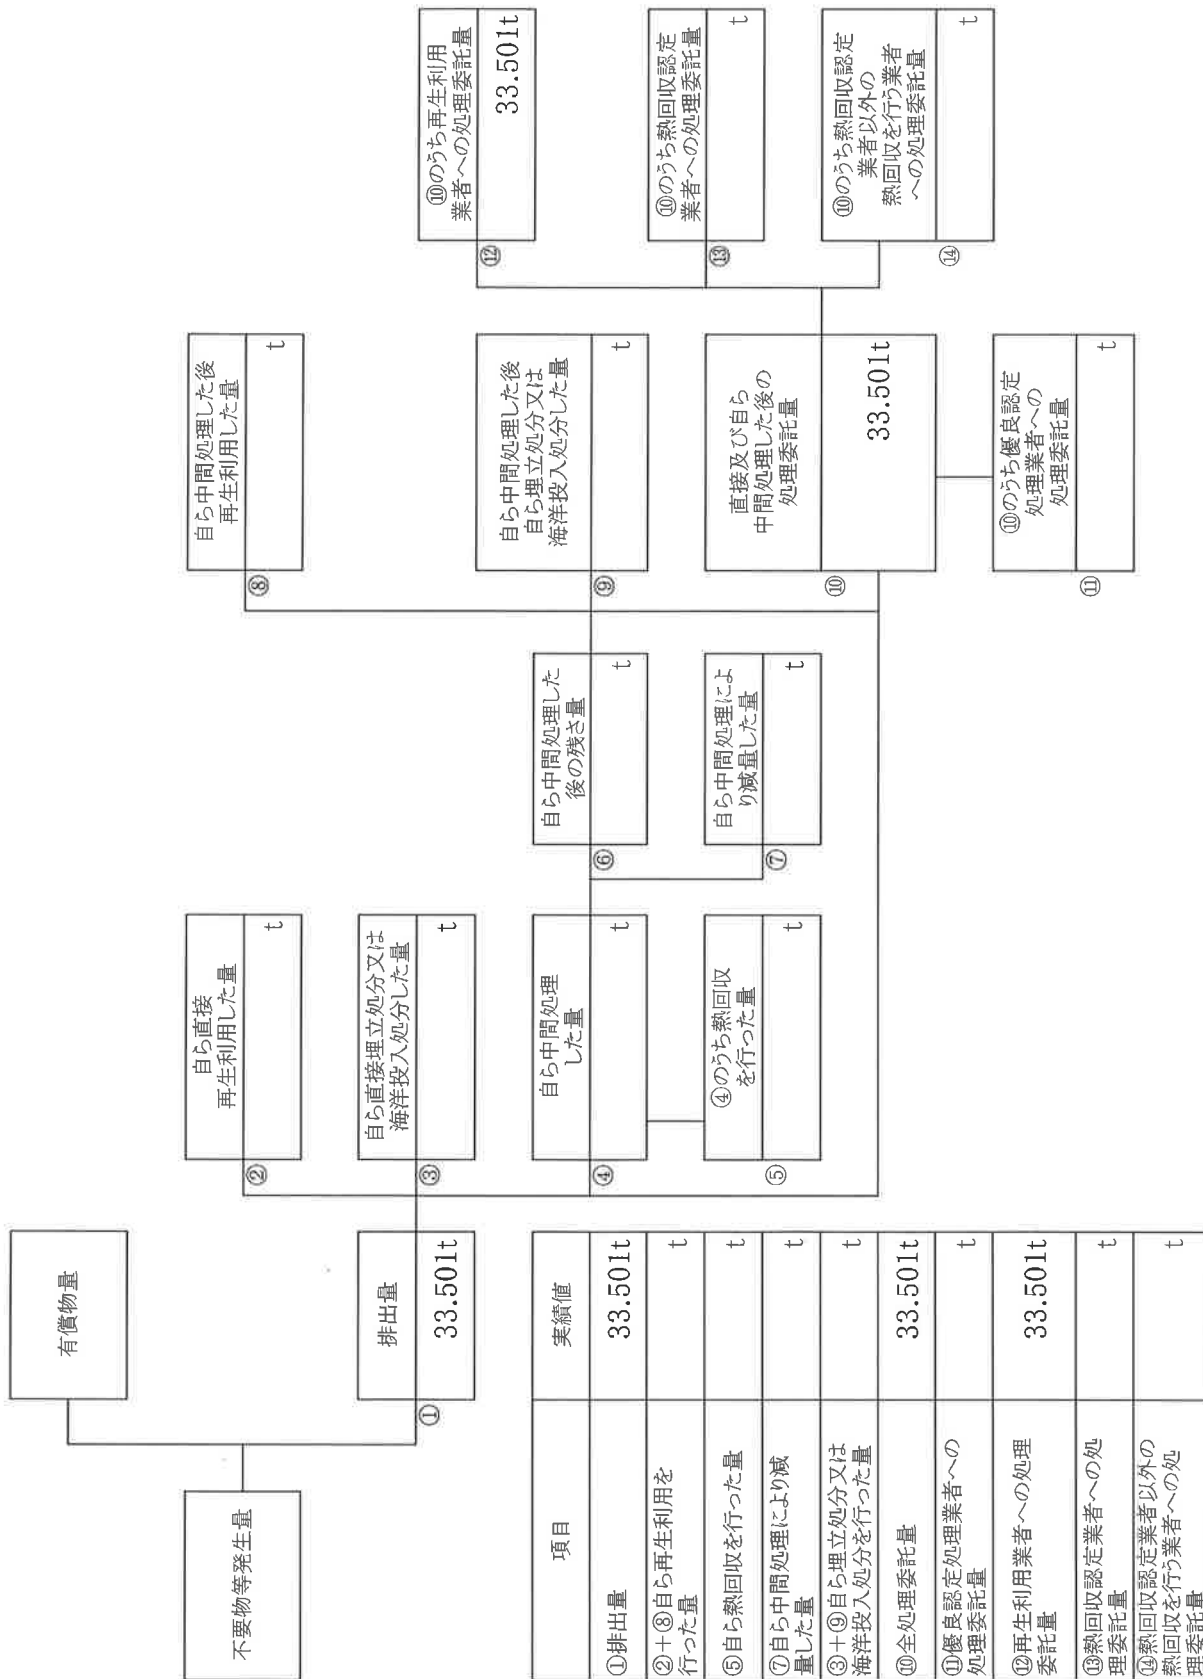 不要物等発生量
有償物量
排出量
①
33.501t
自ら直接
再生利用した量
②
t
自ら直接埋立処分又は
海洋投入処分した量
③
t
自ら中間処理
した量
④
t
④のうち熱回収
を行った量
⑤
t
自ら中間処理した
後の残さ量
⑥
t
自ら中間処理によ
り減量した量
⑦
t
自ら中間処理した後
再生利用した量
⑧
t
自ら中間処理した後
自ら埋立処分又は
海洋投入処分した量
⑨
t
直接及び自ら
中間処理した後の
処理委託量
⑩
33.501t
⑩のうち優良認定
処理業者への
処理委託量
⑪
t
⑩のうち再生利用
業者への処理委託量
⑫
33.501t
⑩のうち熱回収認定
業者への処理委託量
⑬
t
⑩のうち熱回収認定
業者以外の
熱回収を行う業者
への処理委託量
⑭
t
項目 実績値
①排出量 33.501t
②+⑧自ら再生利用を
行った量 t
⑤自ら熱回収を行った量 t
⑦自ら中間処理により減
量した量 t
③+⑨自ら埋立処分又は
海洋投入処分を行った量 t
⑩全処理委託量 33.501t
⑪優良認定処理業者への
処理委託量 t
⑫再生利用業者への処理
委託量 33.501t
⑬熱回収認定業者への処
理委託量 t
⑭熱回収認定業者以外の
熱回収を行う業者への処
理委託量 t